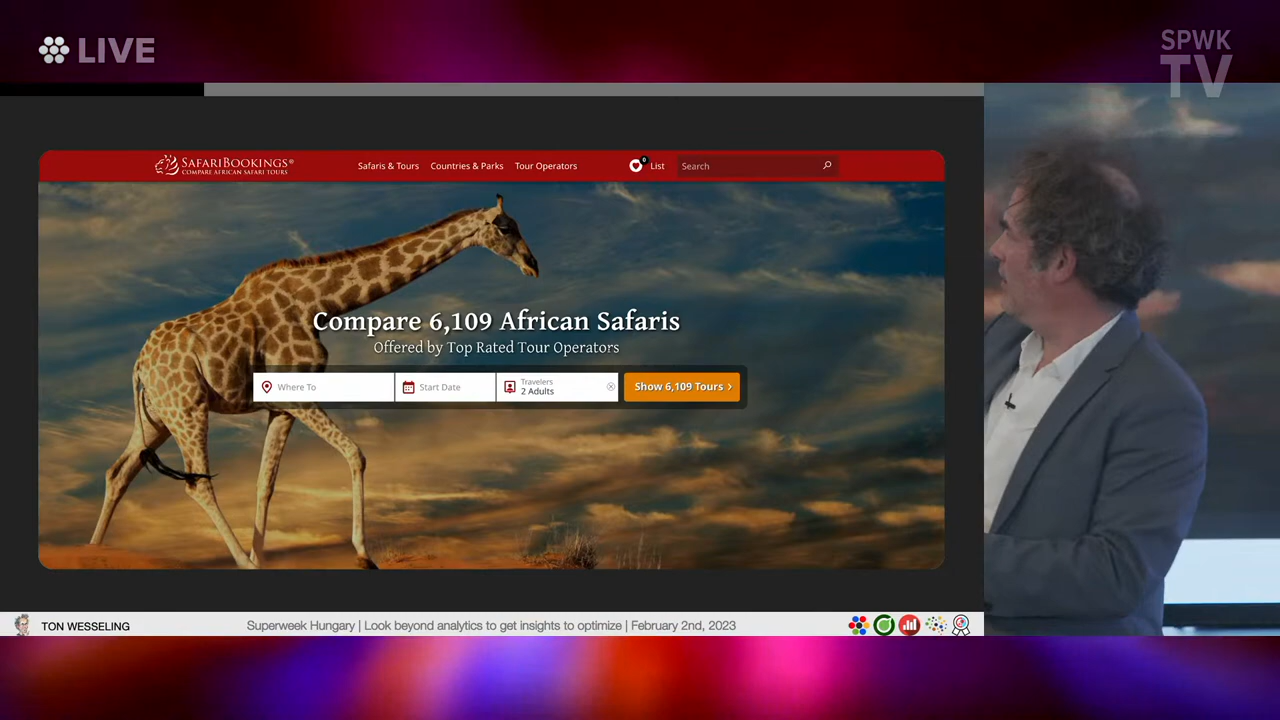 LIVE
SPWK
TV
SAFARIBOOKINGS®
COMPARE AFRICAN SAFARI TOURS
Safaris & Tours
Countries & Parks
Tour Operators
0
List
Search
Compare 6,109 African Safaris
Offered by Top Rated Tour Operators
Where To
Start Date
Travelers
2 Adults
Show 6,109 Tours ›
TON WESSELING
Superweek Hungary | Look beyond analytics to get insights to optimize | February 2nd, 2023